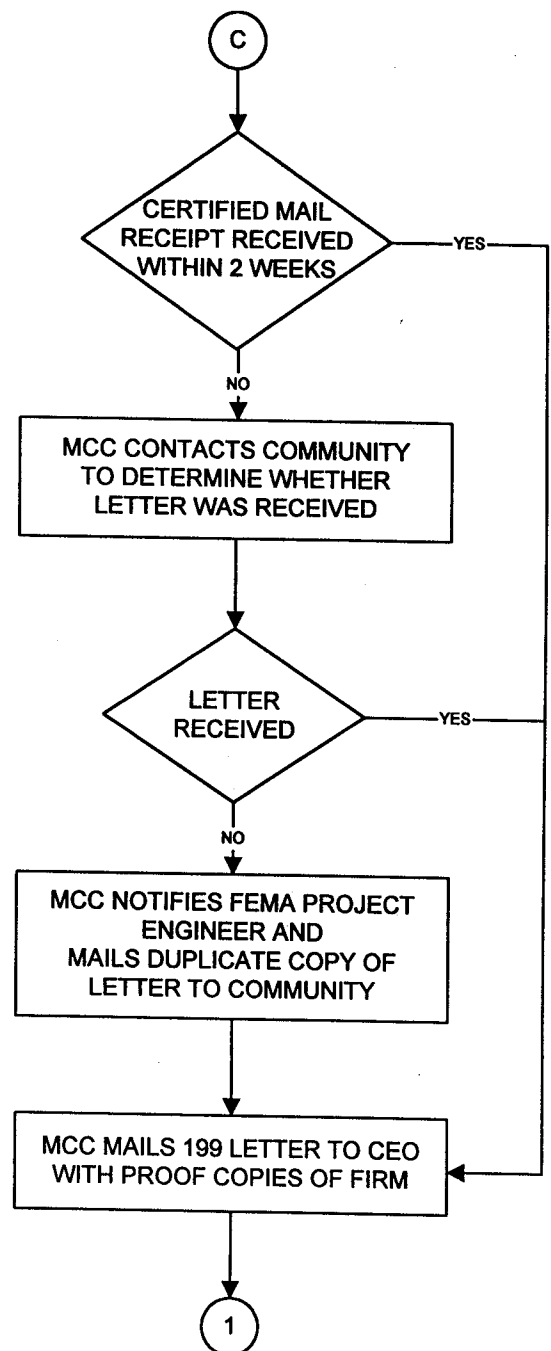 C
CERTIFIED MAIL
RECEIPT RECEIVED
WITHIN 2 WEEKS
YES
NO
MCC CONTACTS COMMUNITY
TO DETERMINE WHETHER
LETTER WAS RECEIVED
LETTER
RECEIVED
YES
NO
MCC NOTIFIES FEMA PROJECT
ENGINEER AND
MAILS DUPLICATE COPY OF
LETTER TO COMMUNITY
MCC MAILS 199 LETTER TO CEO
WITH PROOF COPIES OF FIRM
1